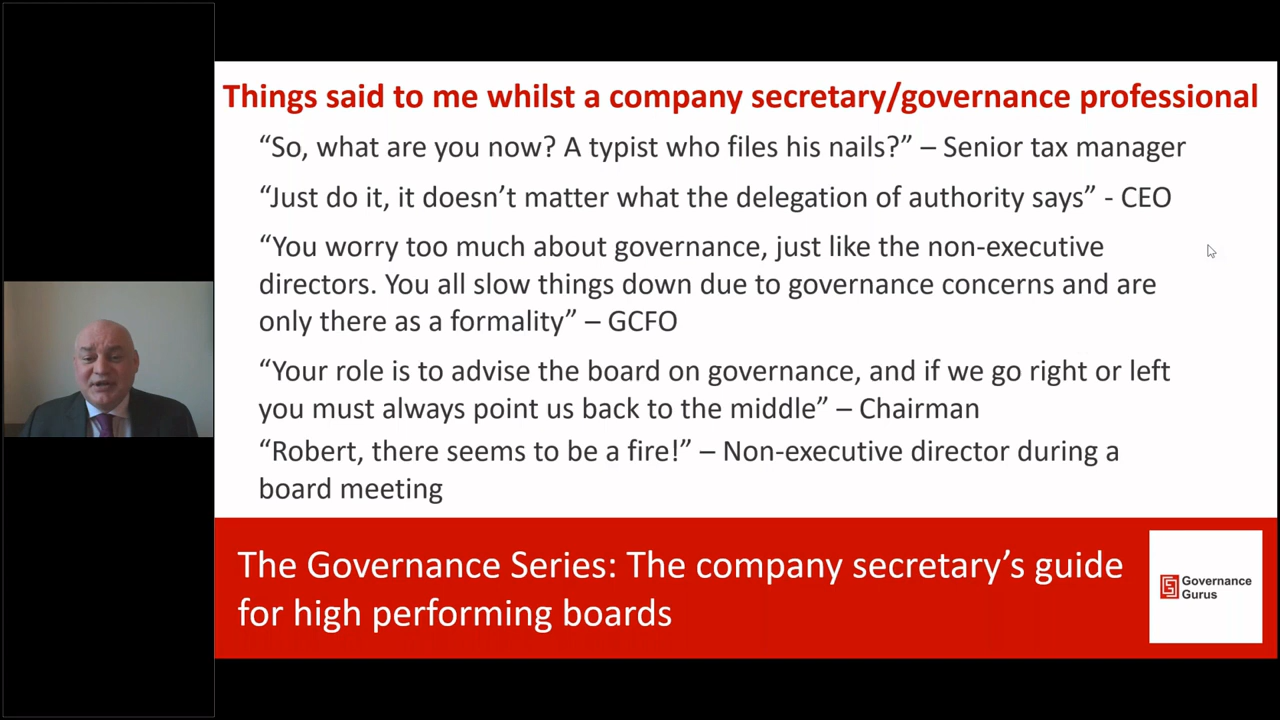 Things said to me whilst a company secretary/governance professional
“So, what are you now? A typist who files his nails?” – Senior tax manager
“Just do it, it doesn’t matter what the delegation of authority says” - CEO
“You worry too much about governance, just like the non-executive
directors. You all slow things down due to governance concerns and are
only there as a formality” – GCFO
“Your role is to advise the board on governance, and if we go right or left
you must always point us back to the middle” – Chairman
“Robert, there seems to be a fire!” – Non-executive director during a
board meeting
The Governance Series: The company secretary’s guide
for high performing boards
Governance
Gurus